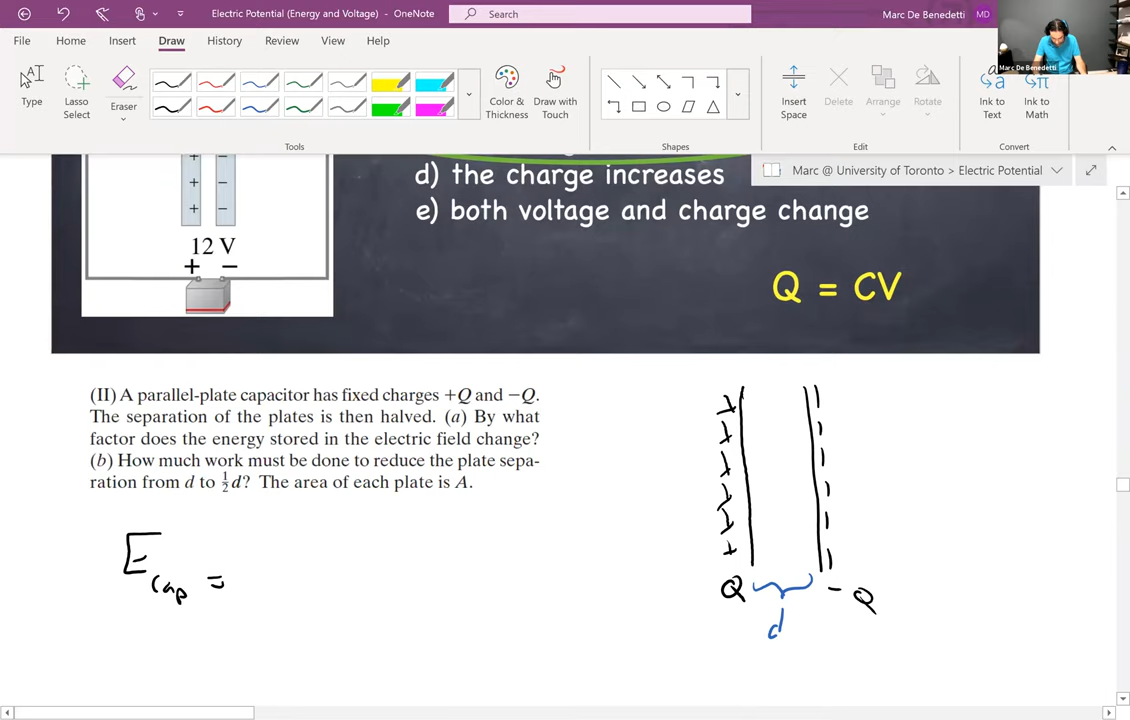 Electric Potential (Energy and Voltage) - OneNote
Search
Marc De Benedetti
MD
File Home Insert Draw History Review View Help
Marc De Benedetti
Type
Lasso Select
Eraser
Color & Thickness
Draw with Touch
Insert Space
Delete
Arrange
Rotate
Ink to Text
Ink to Math
Tools
Shapes
Edit
Convert
Marc @ University of Toronto > Electric Potential
d) the charge increases
e) both voltage and charge change
12 V
+ −
Q = CV
(II) A parallel-plate capacitor has fixed charges +Q and −Q.
The separation of the plates is then halved. (a) By what
factor does the energy stored in the electric field change?
(b) How much work must be done to reduce the plate sepa-
ration from d to ½d? The area of each plate is A.
E cap =
Q
- Q
d